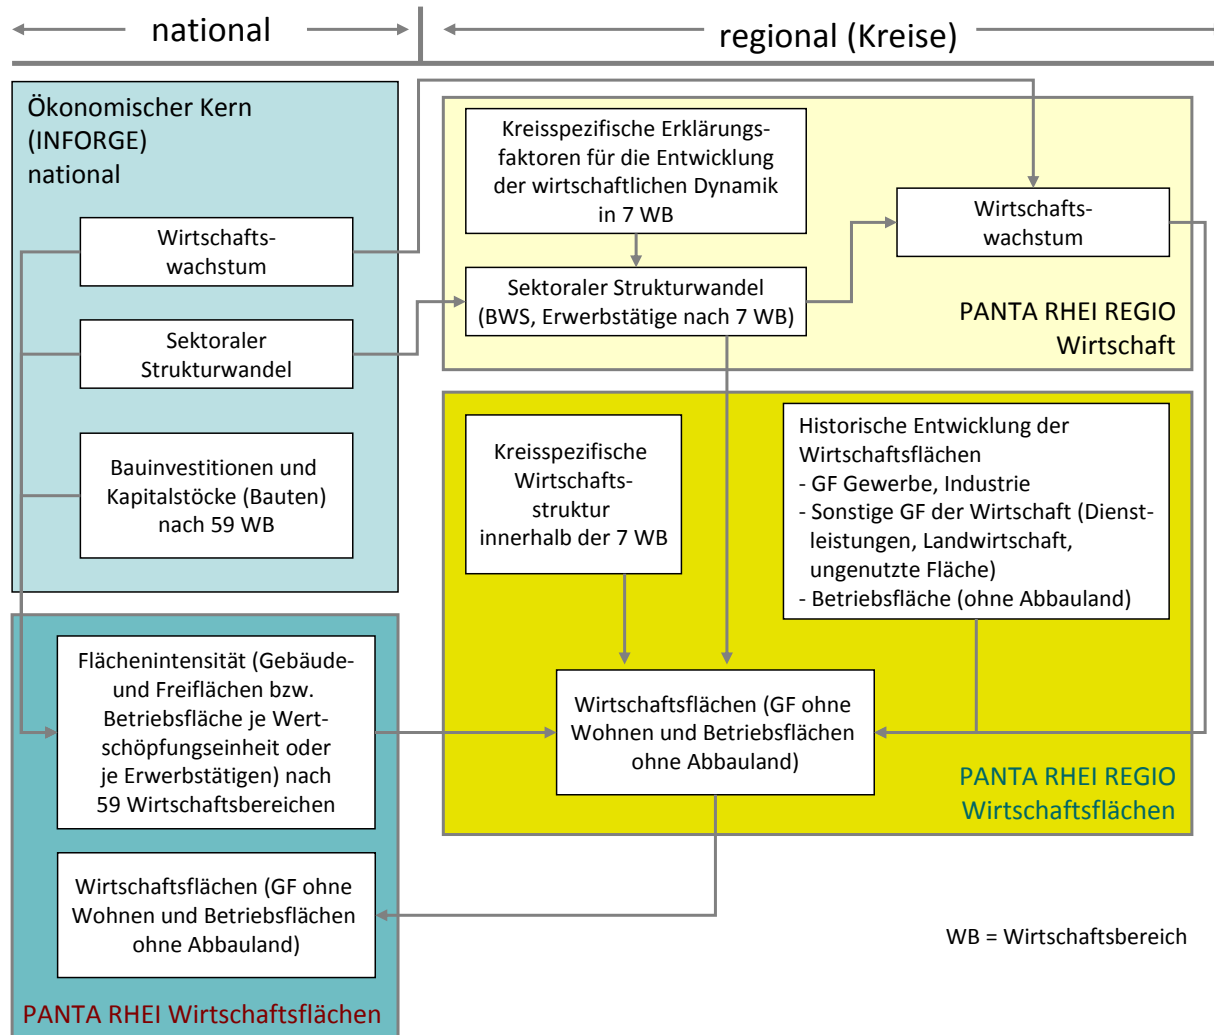 national
regional (Kreise)
Ökonomischer Kern
(INFORGE)
national
Wirtschafts-
wachstum
Sektoraler
Strukturwandel
Bauinvestitionen und
Kapitalstöcke (Bauten)
nach 59 WB
Kreisspezifische Erklärungs-
faktoren für die Entwicklung
der wirtschaftlichen Dynamik
in 7 WB
Sektoraler Strukturwandel
(BWS, Erwerbstätige nach 7 WB)
Wirtschafts-
wachstum
PANTA RHEI REGIO
Wirtschaft
Kreisspezifische
Wirtschafts-
struktur
innerhalb der 7 WB
Historische Entwicklung der
Wirtschaftsflächen
- GF Gewerbe, Industrie
- Sonstige GF der Wirtschaft (Dienst-
leistungen, Landwirtschaft,
ungenutzte Fläche)
- Betriebsfläche (ohne Abbauland)
Flächenintensität (Gebäude-
und Freiflächen bzw.
Betriebsfläche je Wert-
schöpfungseinheit oder
je Erwerbstätigen) nach
59 Wirtschaftsbereichen
Wirtschaftsflächen (GF ohne
Wohnen und Betriebsflächen
ohne Abbauland)
PANTA RHEI REGIO
Wirtschaftsflächen
Wirtschaftsflächen (GF ohne
Wohnen und Betriebsflächen
ohne Abbauland)
PANTA RHEI Wirtschaftsflächen
WB = Wirtschaftsbereich